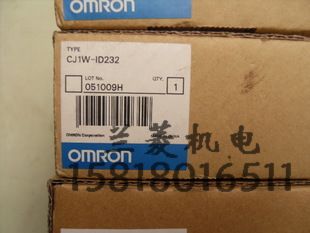 OMRON
TYPE
CJ1W-ID232
LOT No.
QTY.
051009H
1
OMRON Corporation
兰菱机电
OMRON
15818016511